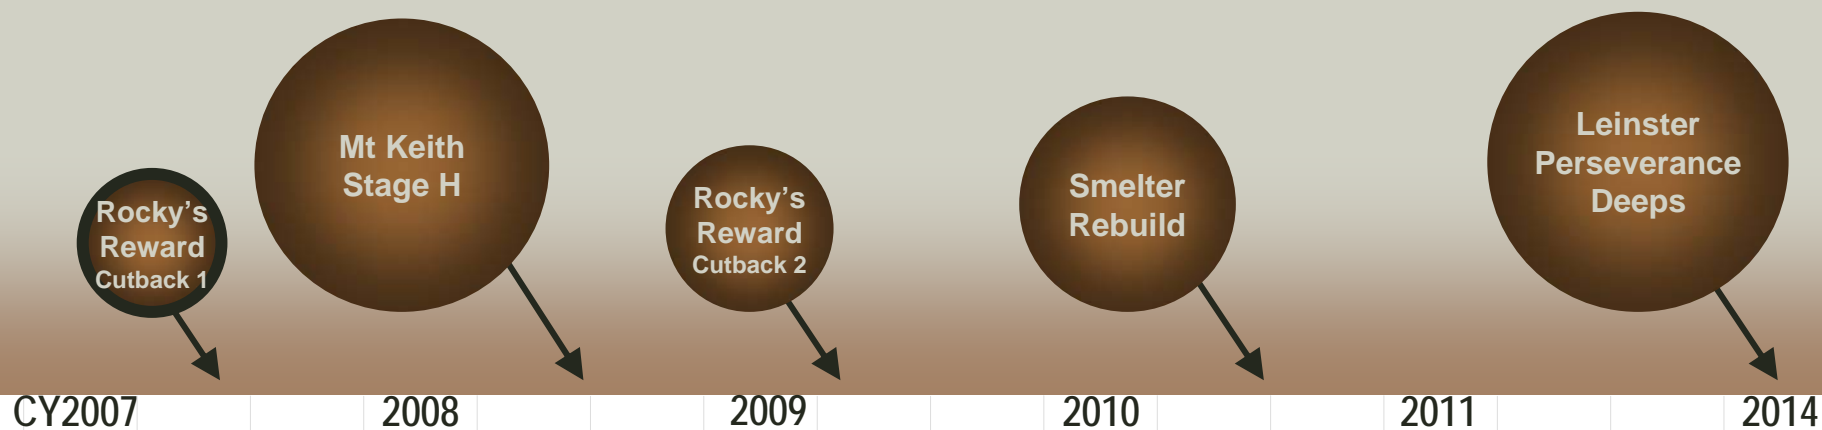 Rocky's
Reward
Cutback 1
Mt Keith
Stage H
Rocky's
Reward
Cutback 2
Smelter
Rebuild
Leinster
Perseverance
Deeps
CY2007 2008 2009 2010 2011 2014